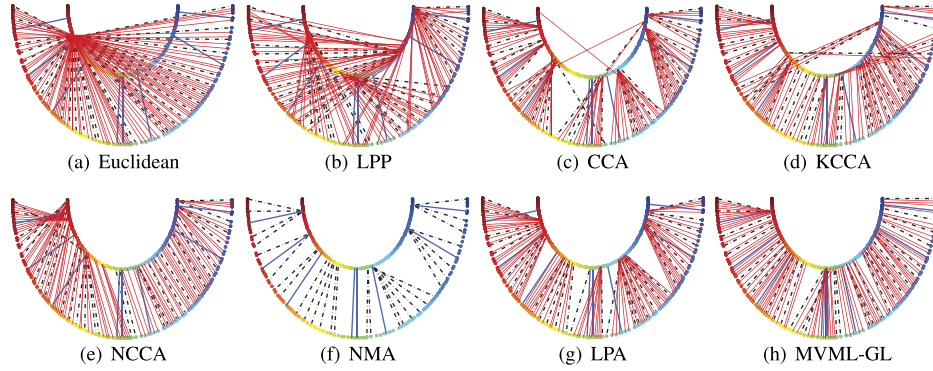 (a) Euclidean
(b) LPP
(c) CCA
(d) KCCA
(e) NCCA
(f) NMA
(g) LPA
(h) MVML-GL